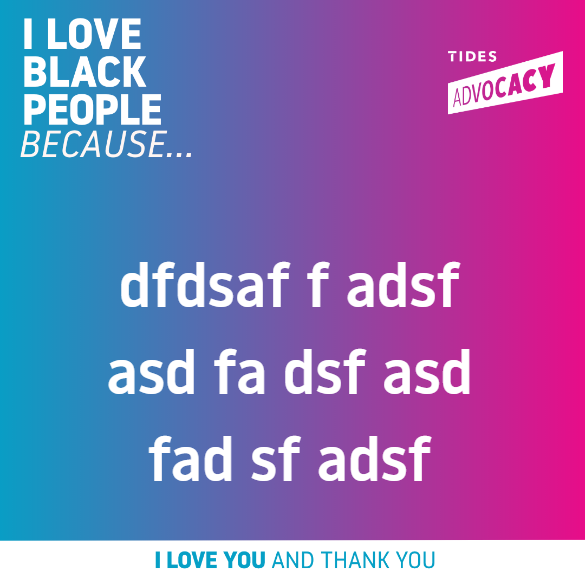 I LOVE
BLACK
PEOPLE
BECAUSE...
TIDES
ADVOCACY
dfdsaf f adsf
asd fa dsf asd
fad sf adsf
I LOVE YOU AND THANK YOU